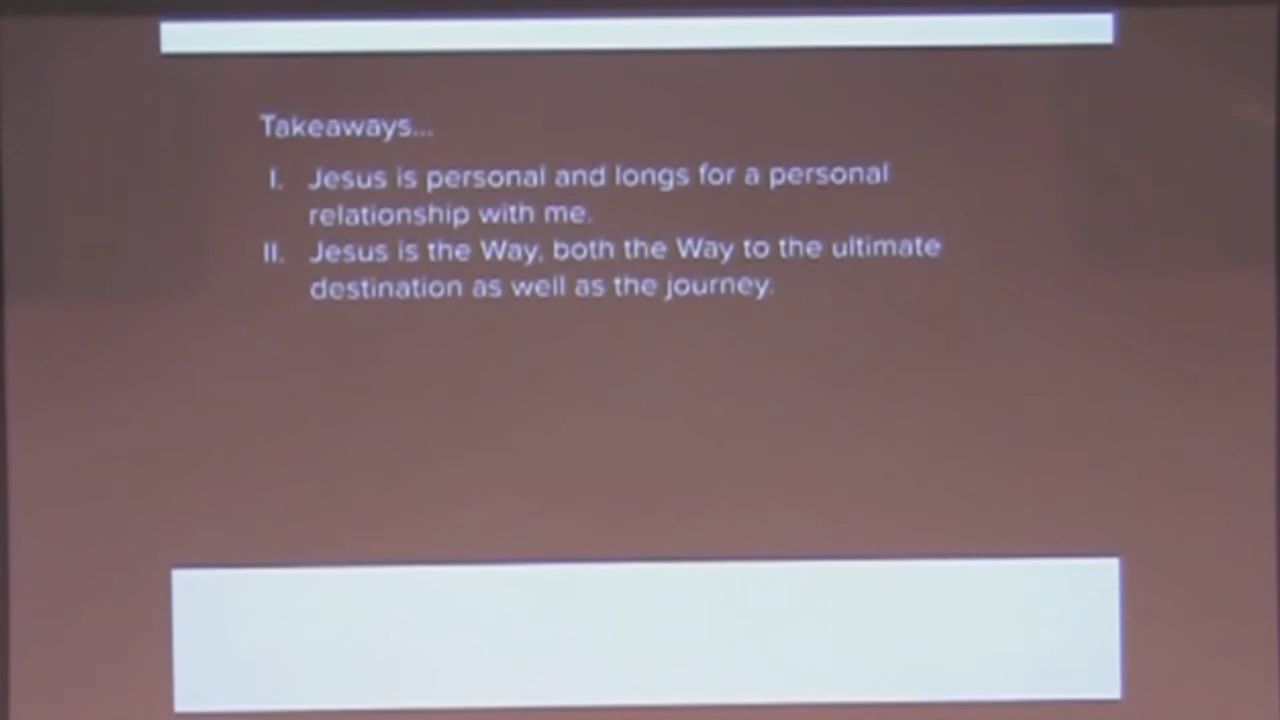 Takeaways...
I. Jesus is personal and longs for a personal
relationship with me.
II. Jesus is the Way, both the Way to the ultimate
destination as well as the journey.